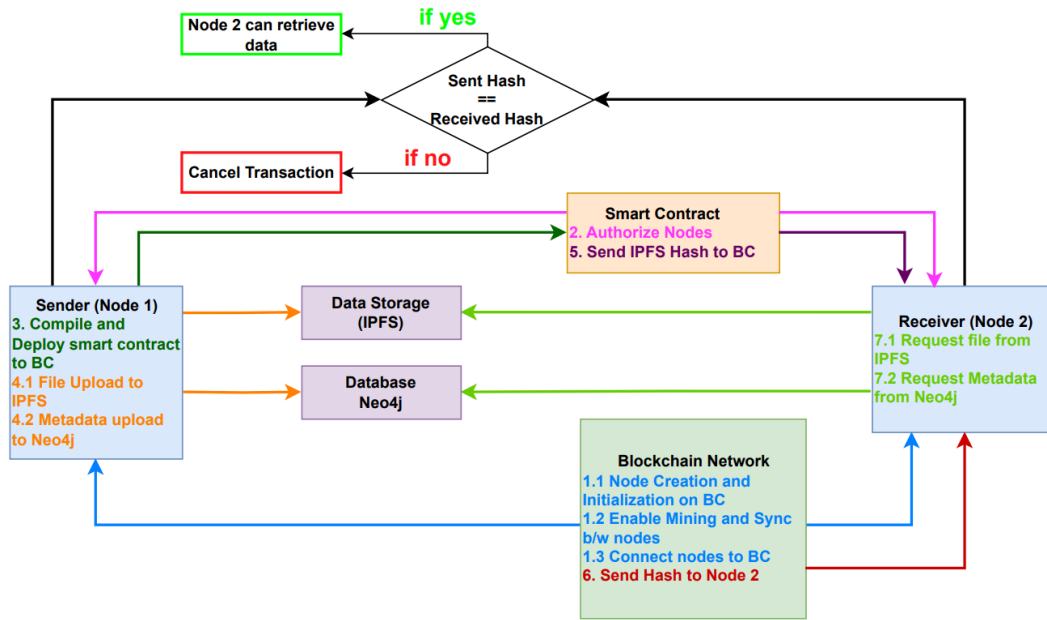 if yes
Node 2 can retrieve
data
Sent Hash
==
Received Hash
if no
Cancel Transaction
Smart Contract
2. Authorize Nodes
5. Send IPFS Hash to BC
Sender (Node 1)
3. Compile and
Deploy smart contract
to BC
4.1 File Upload to
IPFS
4.2 Metadata upload
to Neo4j
Data Storage
(IPFS)
Database
Neo4j
Receiver (Node 2)
7.1 Request file from
IPFS
7.2 Request Metadata
from Neo4j
Blockchain Network
1.1 Node Creation and
Initialization on BC
1.2 Enable Mining and Sync
b/w nodes
1.3 Connect nodes to BC
6. Send Hash to Node 2